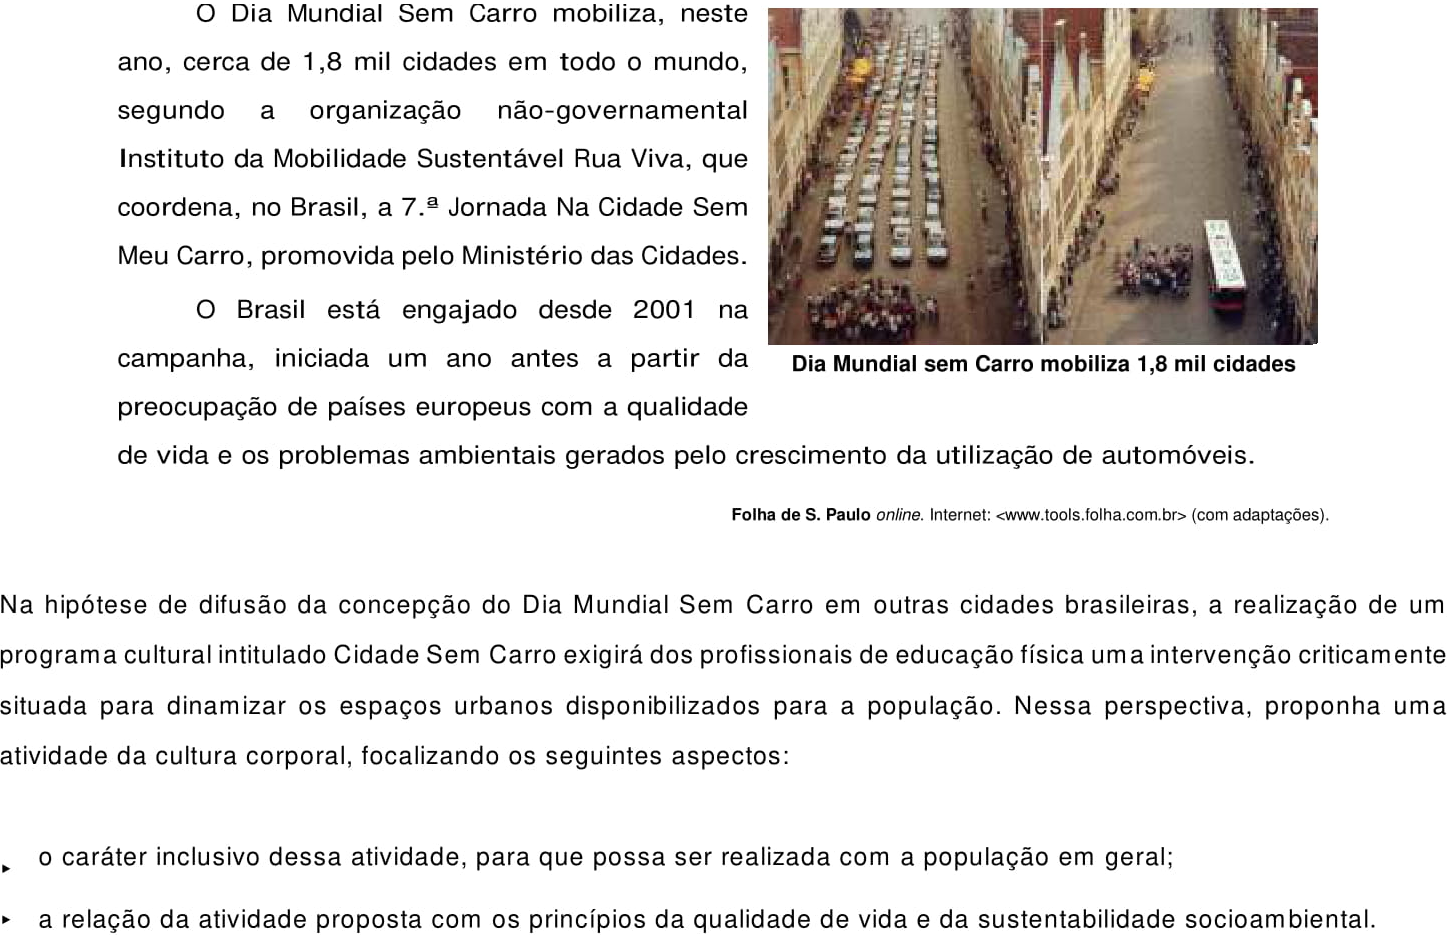 O Dia Mundial Sem Carro mobiliza, neste
ano, cerca de 1,8 mil cidades em todo o mundo,
segundo a organização não-governamental
Instituto da Mobilidade Sustentável Rua Viva, que
coordena, no Brasil, a 7.ª Jornada Na Cidade Sem
Meu Carro, promovida pelo Ministério das Cidades.
O Brasil está engajado desde 2001 na
campanha, iniciada um ano antes a partir da
preocupação de países europeus com a qualidade
de vida e os problemas ambientais gerados pelo crescimento da utilização de automóveis.
Dia Mundial sem Carro mobiliza 1,8 mil cidades
Folha de S. Paulo online. Internet: <www.tools.folha.com.br> (com adaptações).
Na hipótese de difusão da concepção do Dia Mundial Sem Carro em outras cidades brasileiras, a realização de um
programa cultural intitulado Cidade Sem Carro exigirá dos profissionais de educação física uma intervenção criticamente
situada para dinamizar os espaços urbanos disponibilizados para a população. Nessa perspectiva, proponha uma
atividade da cultura corporal, focalizando os seguintes aspectos:
▸ o caráter inclusivo dessa atividade, para que possa ser realizada com a população em geral;
▸ a relação da atividade proposta com os princípios da qualidade de vida e da sustentabilidade socioambiental.